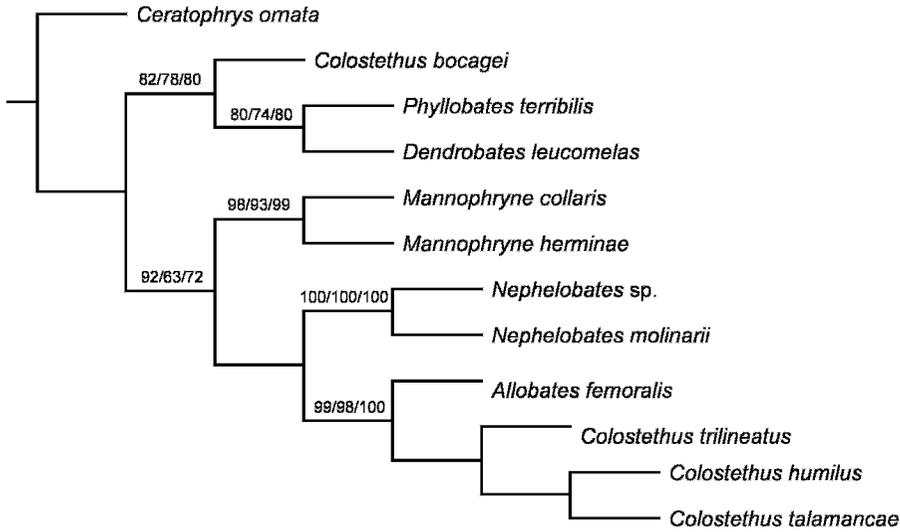 Ceratophrys ornata
82/78/80
Colostethus bocagei
80/74/80
Phyllobates terribilis
Dendrobates leucomelas
98/93/99
Mannophryne collaris
Mannophryne herminae
92/63/72
100/100/100
Nephelobates sp.
Nephelobates molinarii
99/98/100
Allobates femoralis
Colostethus trilineatus
Colostethus humilus
Colostethus talamancae